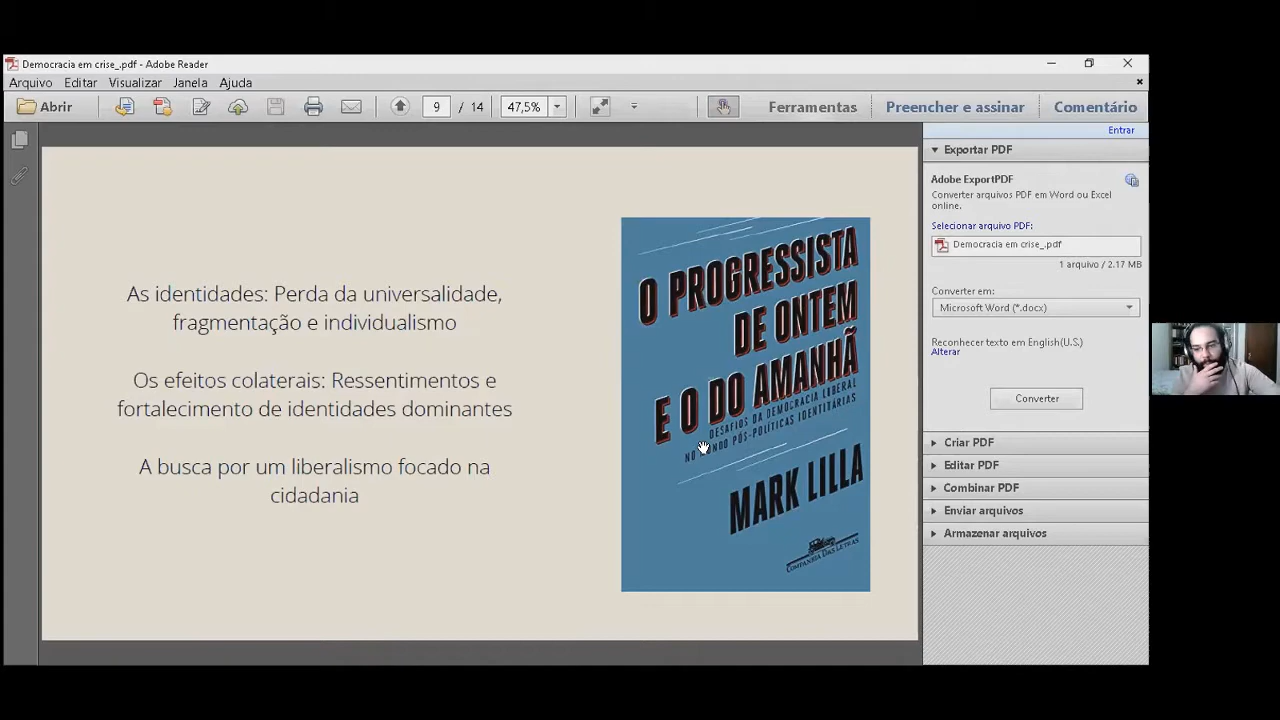 Democracia em crise_.pdf - Adobe Reader
Arquivo Editar Visualizar Janela Ajuda
Abrir
9 / 14
47,5%
Ferramentas
Preencher e assinar
Comentário
Entrar
As identidades: Perda da universalidade,
fragmentação e individualismo
Os efeitos colaterais: Ressentimentos e
fortalecimento de identidades dominantes
A busca por um liberalismo focado na
cidadania
O PROGRESSISTA
DE ONTEM
E O DO AMANHÃ
DESAFIOS DA DEMOCRACIA LIBERAL
NO MUNDO PÓS-POLÍTICAS IDENTITÁRIAS
MARK LILLA
COMPANHIA DAS LETRAS
Exportar PDF
Adobe ExportPDF
Converter arquivos PDF em Word ou Excel
online.
Selecionar arquivo PDF:
Democracia em crise_.pdf
1 arquivo / 2.17 MB
Converter em:
Microsoft Word (*.docx)
Reconhecer texto em English(U.S.)
Alterar
Converter
Criar PDF
Editar PDF
Combinar PDF
Enviar arquivos
Armazenar arquivos